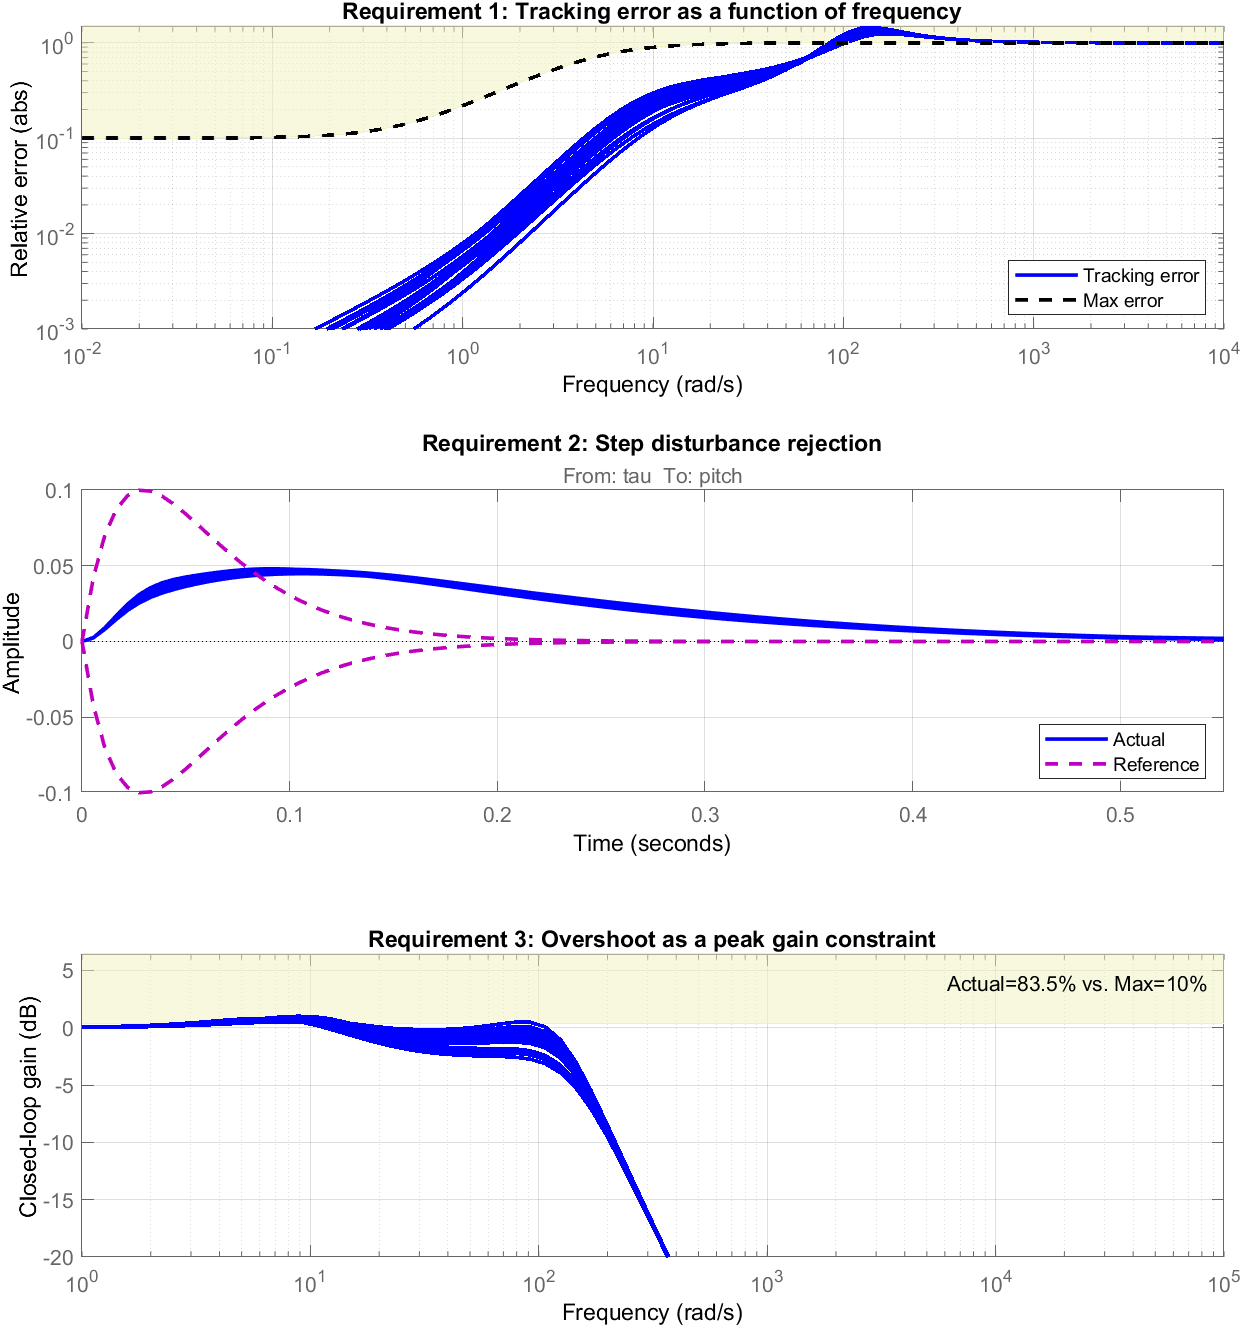 Requirement 1: Tracking error as a function of frequency
Relative error (abs)
10^0
10^-1
10^-2
10^-3
Tracking error
Max error
10^-2 10^-1 10^0 10^1 10^2 10^3 10^4
Frequency (rad/s)
Requirement 2: Step disturbance rejection
From: tau To: pitch
Amplitude
0.1
0.05
0
-0.05
-0.1
Actual
Reference
0 0.1 0.2 0.3 0.4 0.5
Time (seconds)
Requirement 3: Overshoot as a peak gain constraint
Closed-loop gain (dB)
Actual=83.5% vs. Max=10%
5
0
-5
-10
-15
-20
10^0 10^1 10^2 10^3 10^4 10^5
Frequency (rad/s)